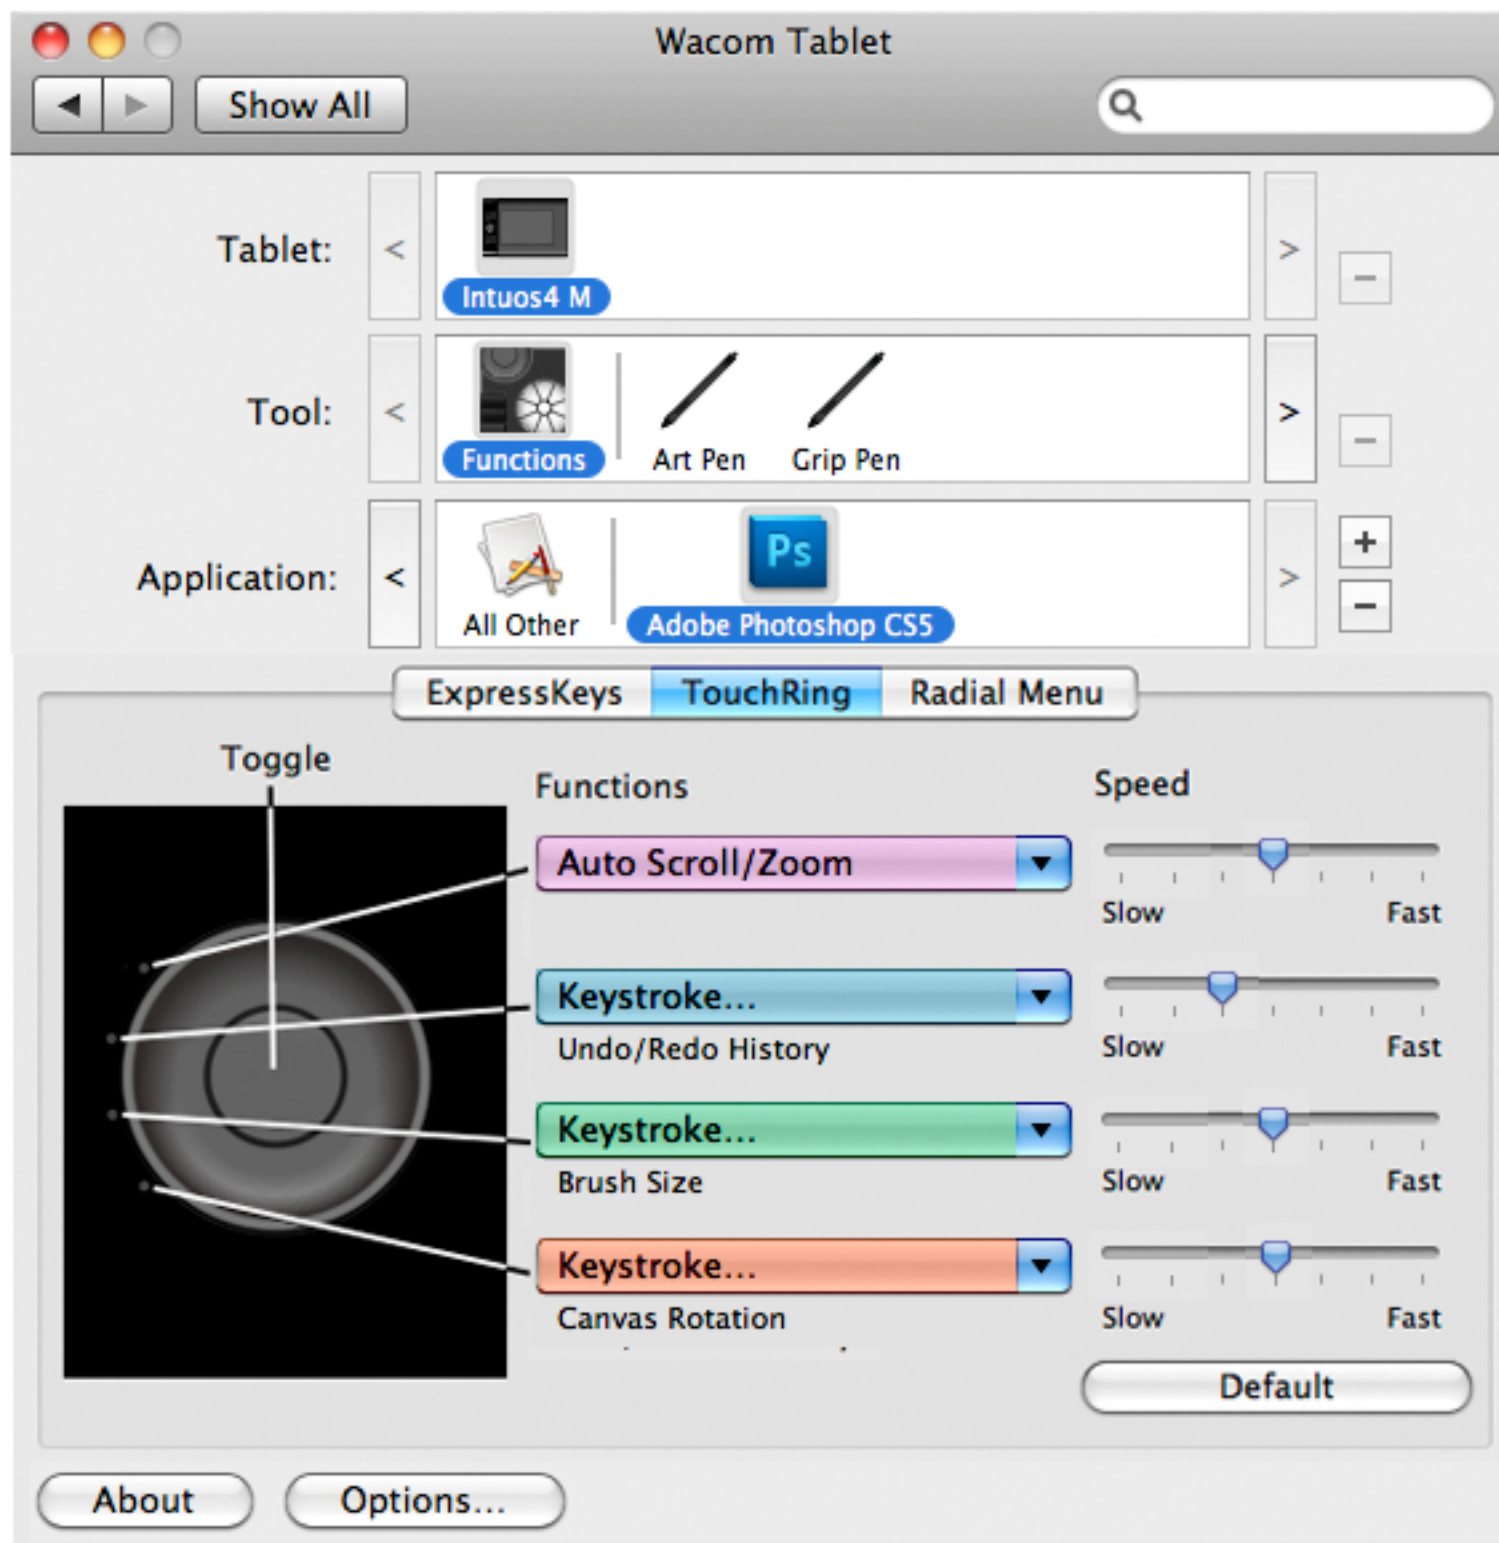 Wacom Tablet
Show All
Tablet:
<
>
−
Intuos4 M
Tool:
<
>
−
Functions
Art Pen
Grip Pen
Application:
<
Ps
>
+
−
All Other
Adobe Photoshop CS5
ExpressKeys
TouchRing
Radial Menu
Toggle
Functions
Speed
Auto Scroll/Zoom
Slow
Fast
Keystroke...
Undo/Redo History
Slow
Fast
Keystroke...
Brush Size
Slow
Fast
Keystroke...
Canvas Rotation
Slow
Fast
Default
About
Options...